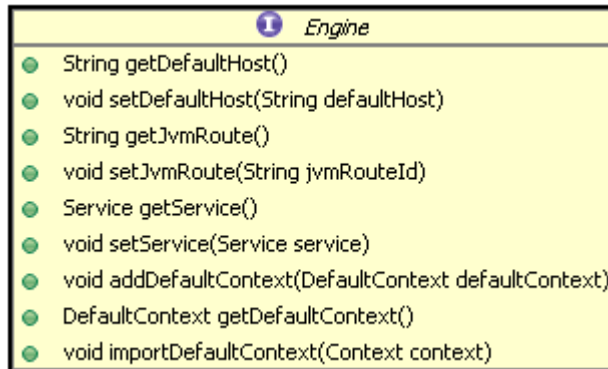 I Engine
String getDefaultHost()
void setDefaultHost(String defaultHost)
String getJvmRoute()
void setJvmRoute(String jvmRouteId)
Service getService()
void setService(Service service)
void addDefaultContext(DefaultContext defaultContext)
DefaultContext getDefaultContext()
void importDefaultContext(Context context)